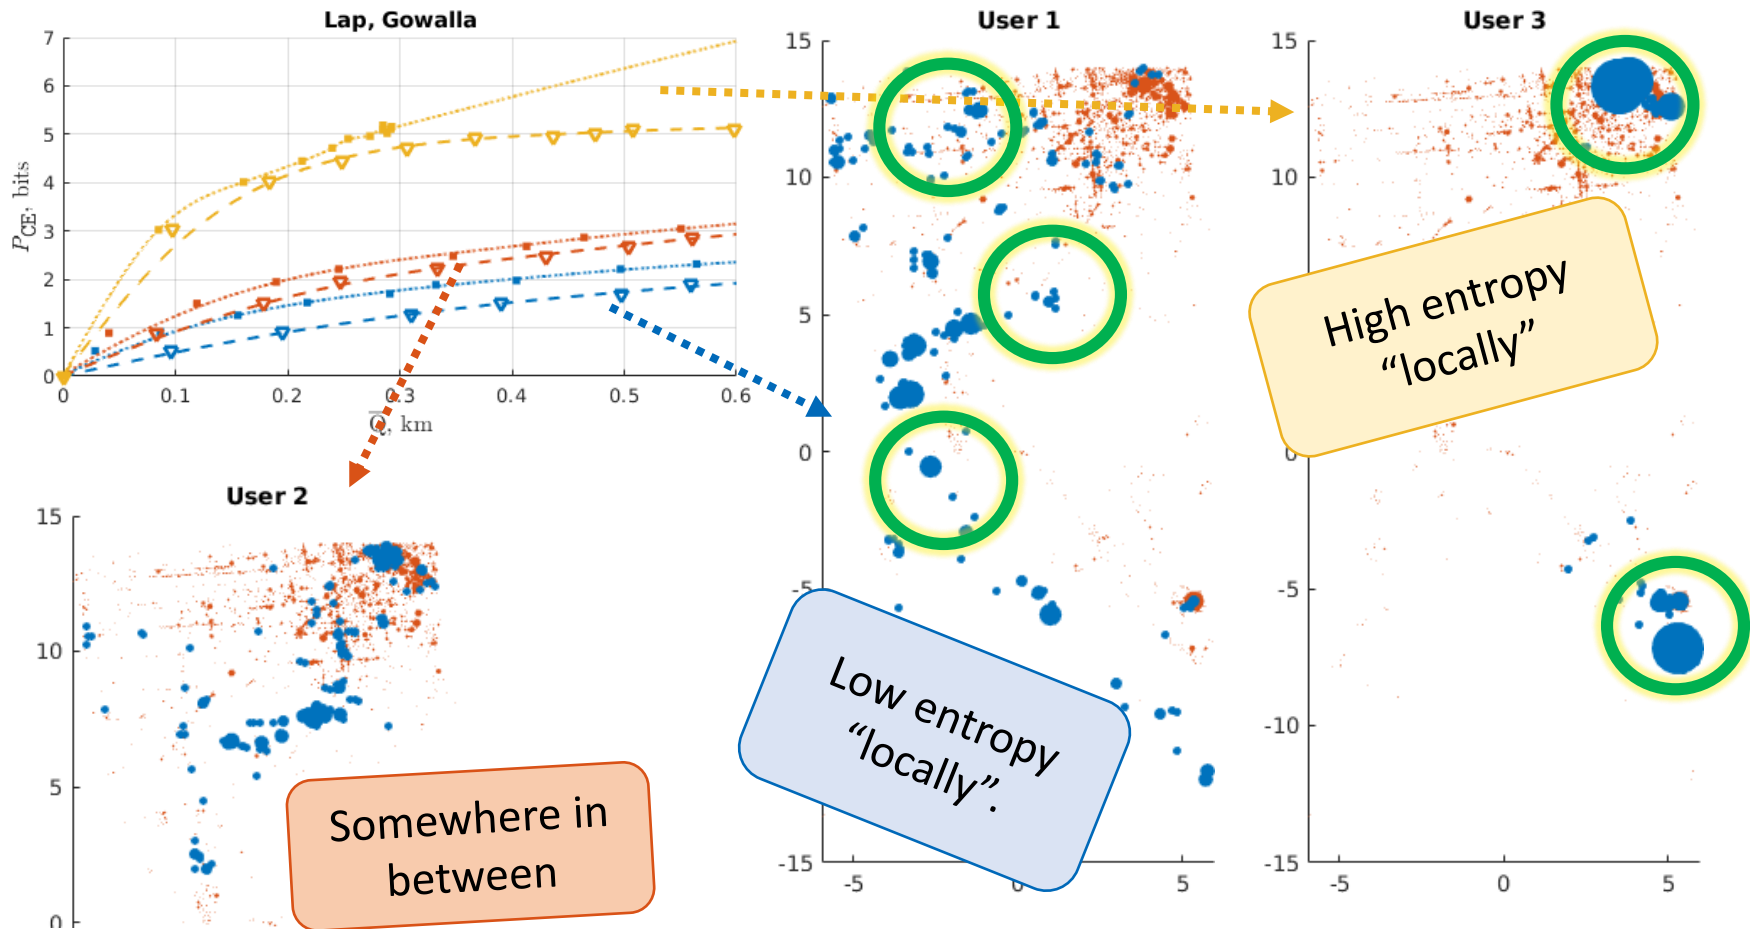 Lap, Gowalla
7
6
5
4
3
2
1
0
P_CE, bits
0 0.1 0.2 0.3 0.4 0.5 0.6
Q, km
User 1
15
10
5
0
-5
-15
-5 0 5
User 3
15
10
0
-5
-10
-15
-5 0 5
High entropy
“locally”
Low entropy
“locally”.
User 2
15
10
5
0
Somewhere in
between